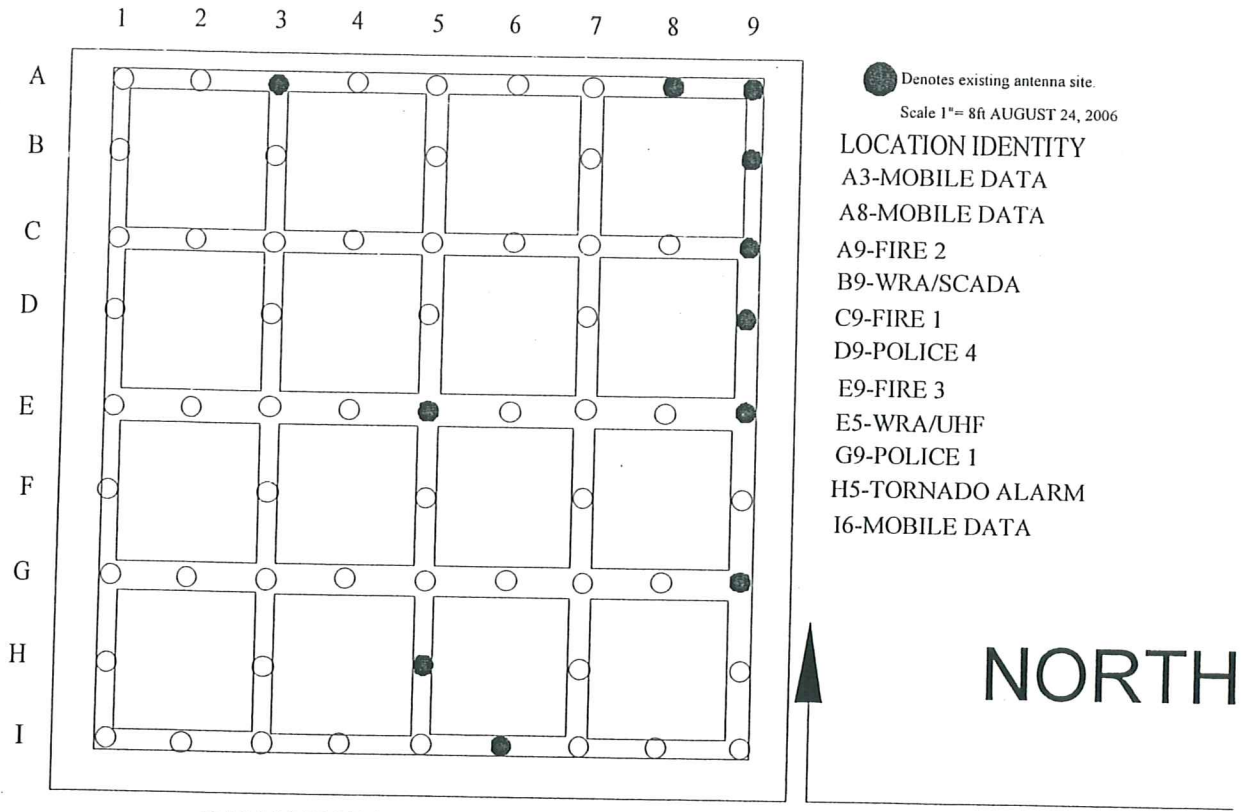 1 2 3 4 5 6 7 8 9
A
B
C
D
E
F
G
H
I
Denotes existing antenna site.
Scale 1"= 8ft AUGUST 24, 2006
LOCATION IDENTITY
A3-MOBILE DATA
A8-MOBILE DATA
A9-FIRE 2
B9-WRA/SCADA
C9-FIRE 1
D9-POLICE 4
E9-FIRE 3
E5-WRA/UHF
G9-POLICE 1
H5-TORNADO ALARM
I6-MOBILE DATA
NORTH